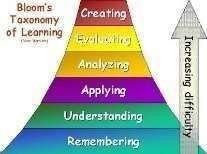 Bloom's
Taxonomy
of Learning
Creating
Evaluating
Analyzing
Applying
Understanding
Remembering
Increasing difficulty